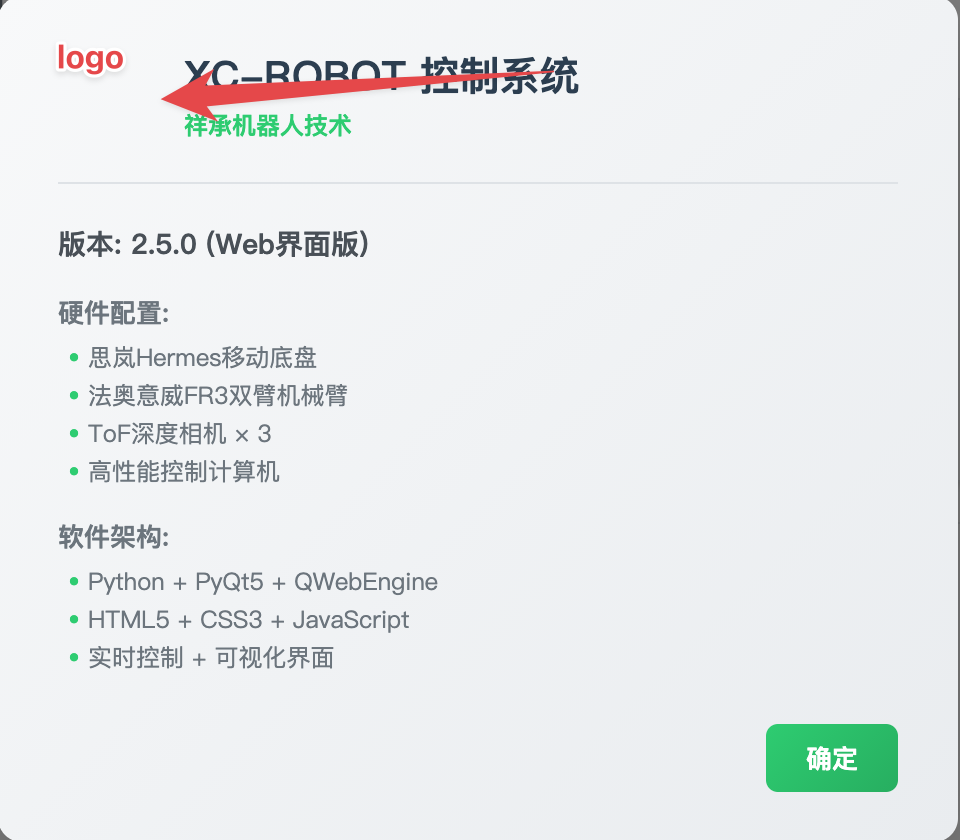 logo
XC-ROBOT 控制系统
祥承机器人技术
版本: 2.5.0 (Web界面版)
硬件配置:
思岚Hermes移动底盘
法奥意威FR3双臂机械臂
ToF深度相机 × 3
高性能控制计算机
软件架构:
Python + PyQt5 + QWebEngine
HTML5 + CSS3 + JavaScript
实时控制 + 可视化界面
确定